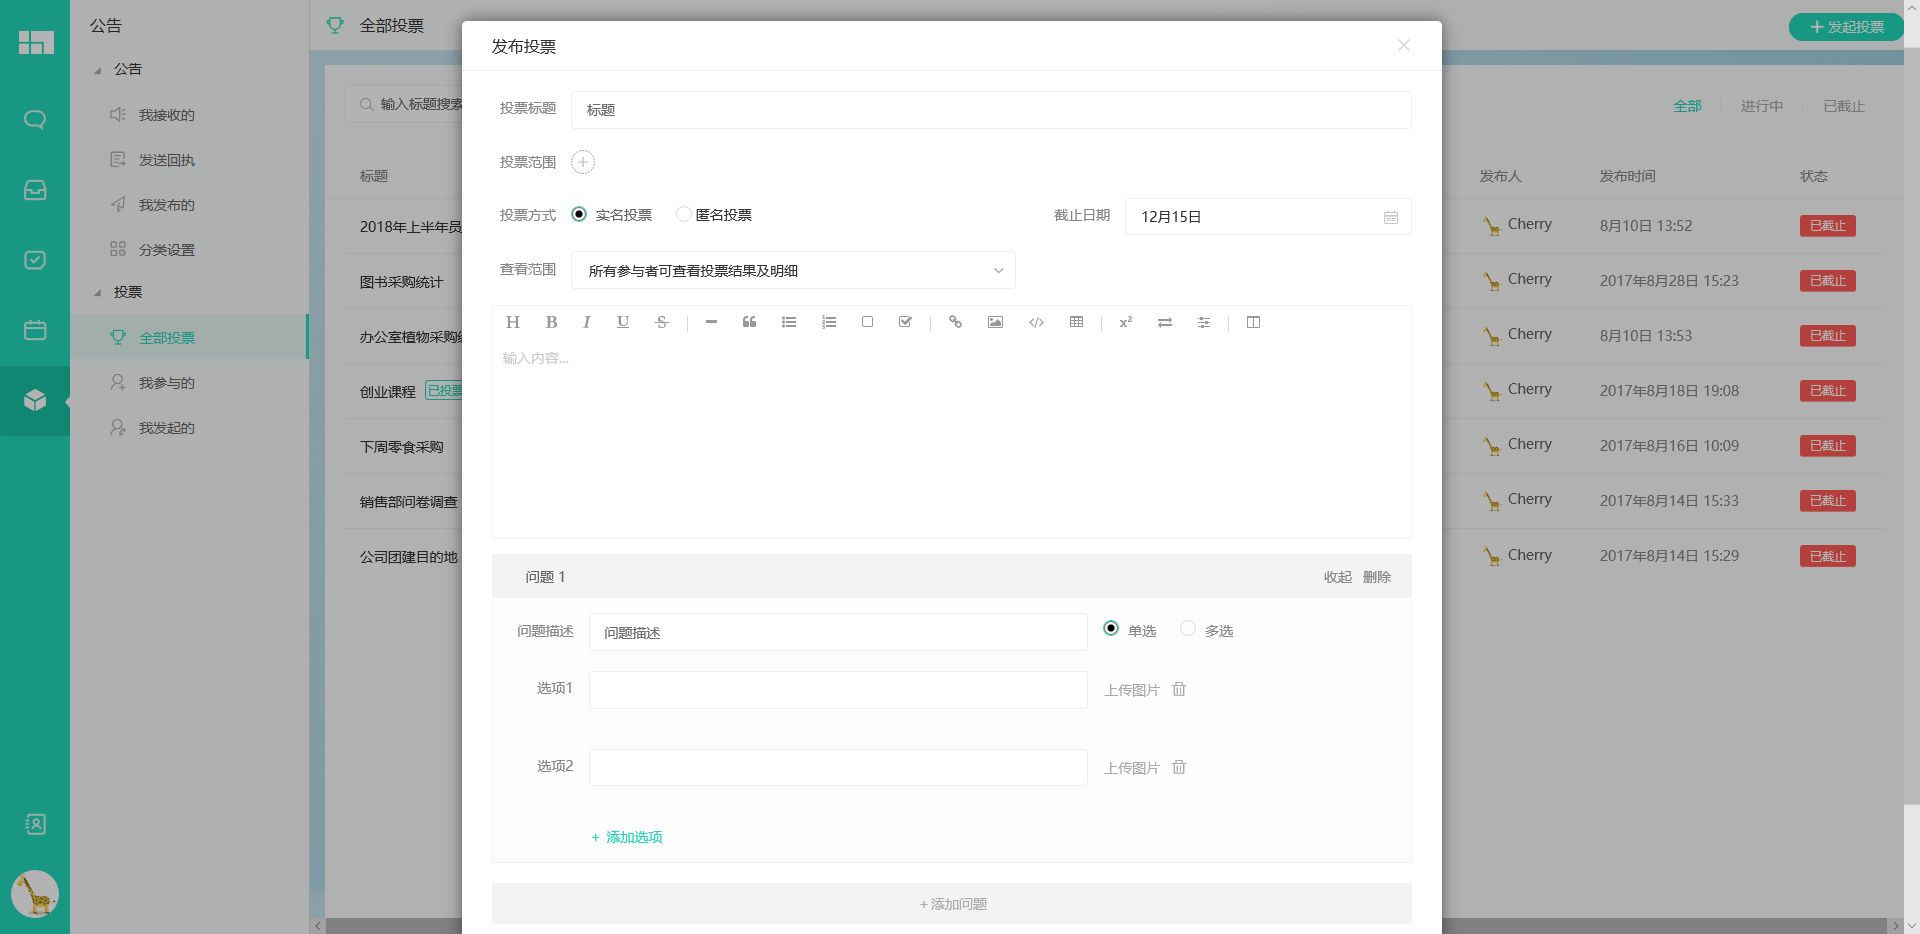 公告
公告
我接收的
发送回执
我发布的
分类设置
投票
全部投票
我参与的
我发起的
全部投票
发起投票
输入标题搜索
全部
进行中
已截止
标题
发布人
发布时间
状态
2018年上半年员
Cherry
8月10日 13:52
已截止
图书采购统计
Cherry
2017年8月28日 15:23
已截止
办公室植物采购
Cherry
8月10日 13:53
已截止
创业课程
已投票
Cherry
2017年8月18日 19:08
已截止
下周零食采购
Cherry
2017年8月16日 10:09
已截止
销售部问卷调查
Cherry
2017年8月14日 15:33
已截止
公司团建目的地
Cherry
2017年8月14日 15:29
已截止
发布投票
投票标题
标题
投票范围
投票方式
实名投票
匿名投票
截止日期
12月15日
查看范围
所有参与者可查看投票结果及明细
H B I U S
x²
输入内容...
问题 1
收起
删除
问题描述
问题描述
单选
多选
选项1
上传图片
选项2
上传图片
+ 添加选项
+ 添加问题